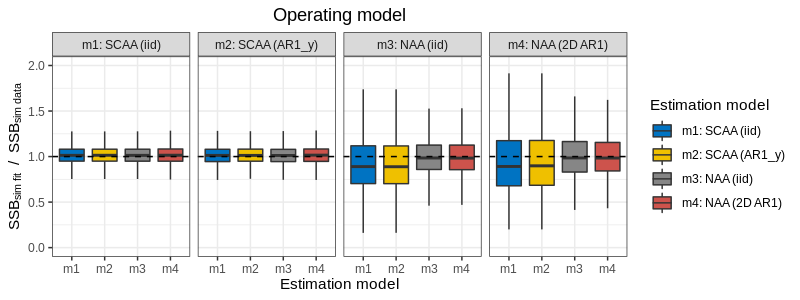 Operating model
m1: SCAA (iid) m2: SCAA (AR1_y) m3: NAA (iid) m4: NAA (2D AR1)
SSBsim fit / SSBsim data
2.0
1.5
1.0
0.5
0.0
m1 m2 m3 m4 m1 m2 m3 m4 m1 m2 m3 m4 m1 m2 m3 m4
Estimation model
Estimation model
m1: SCAA (iid)
m2: SCAA (AR1_y)
m3: NAA (iid)
m4: NAA (2D AR1)